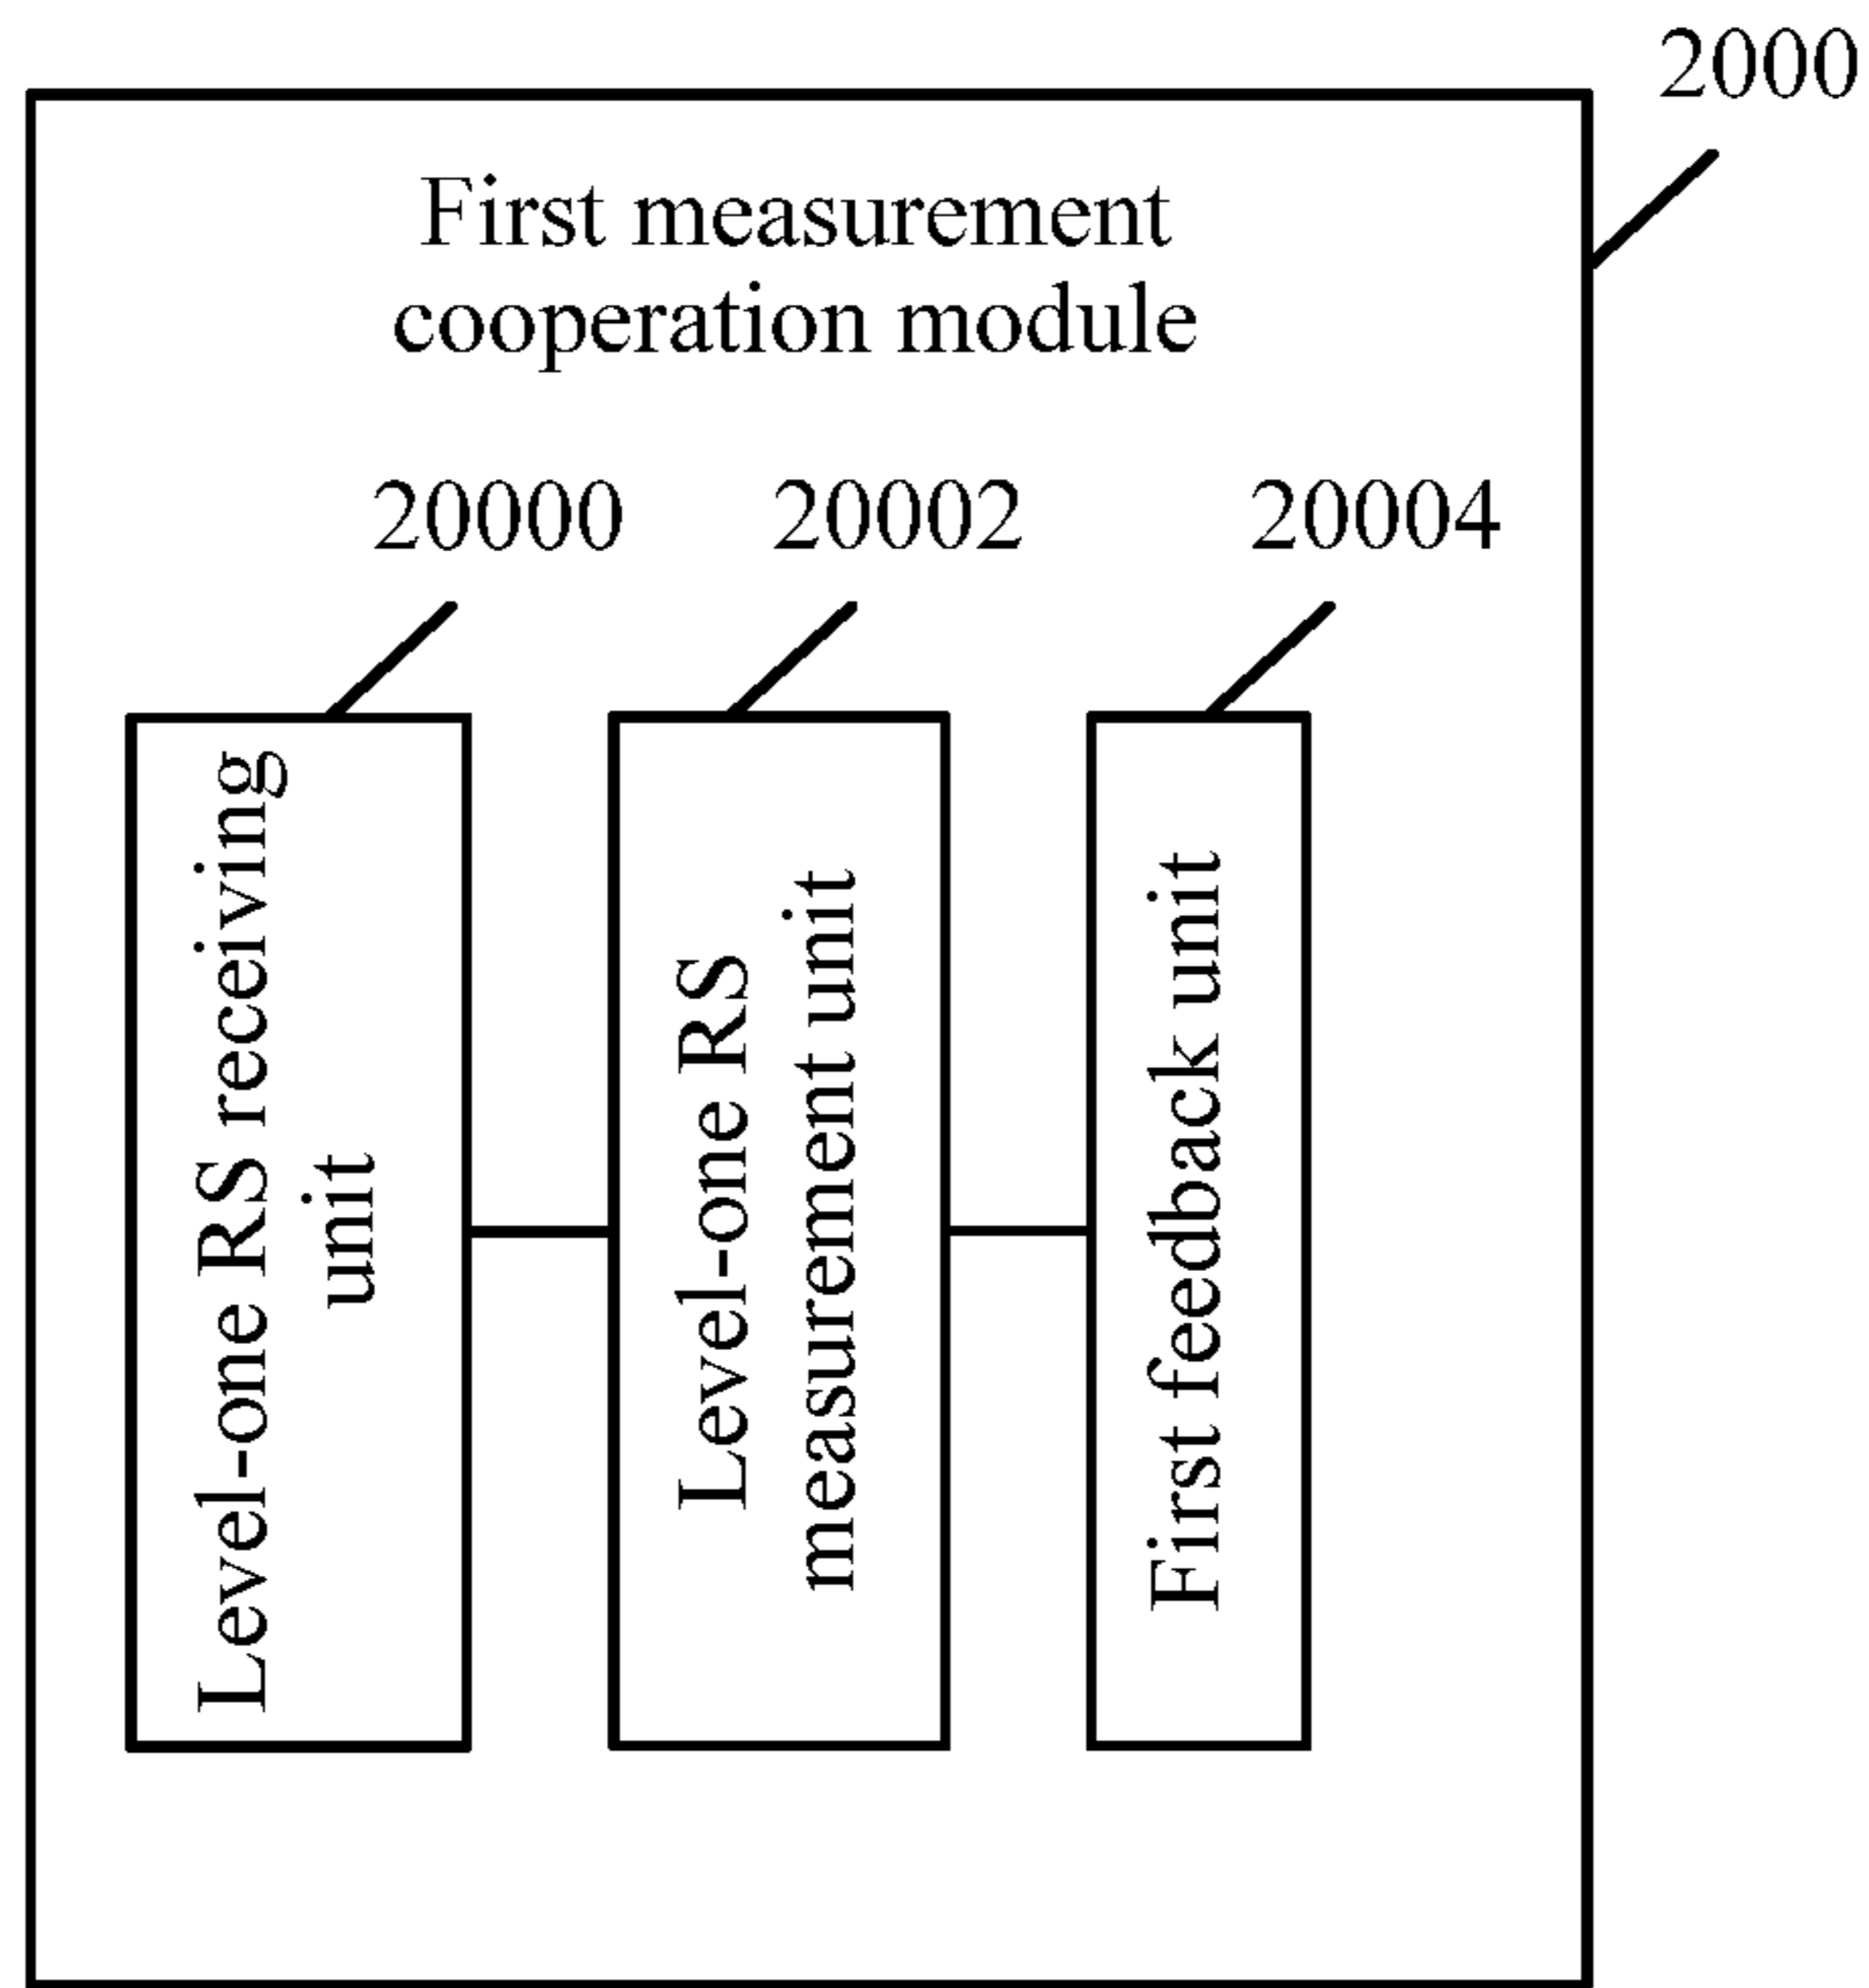 2000
First measurement
cooperation module
20000
20002
20004
Level-one RS receiving
unit
Level-one RS
measurement unit
First feedback unit